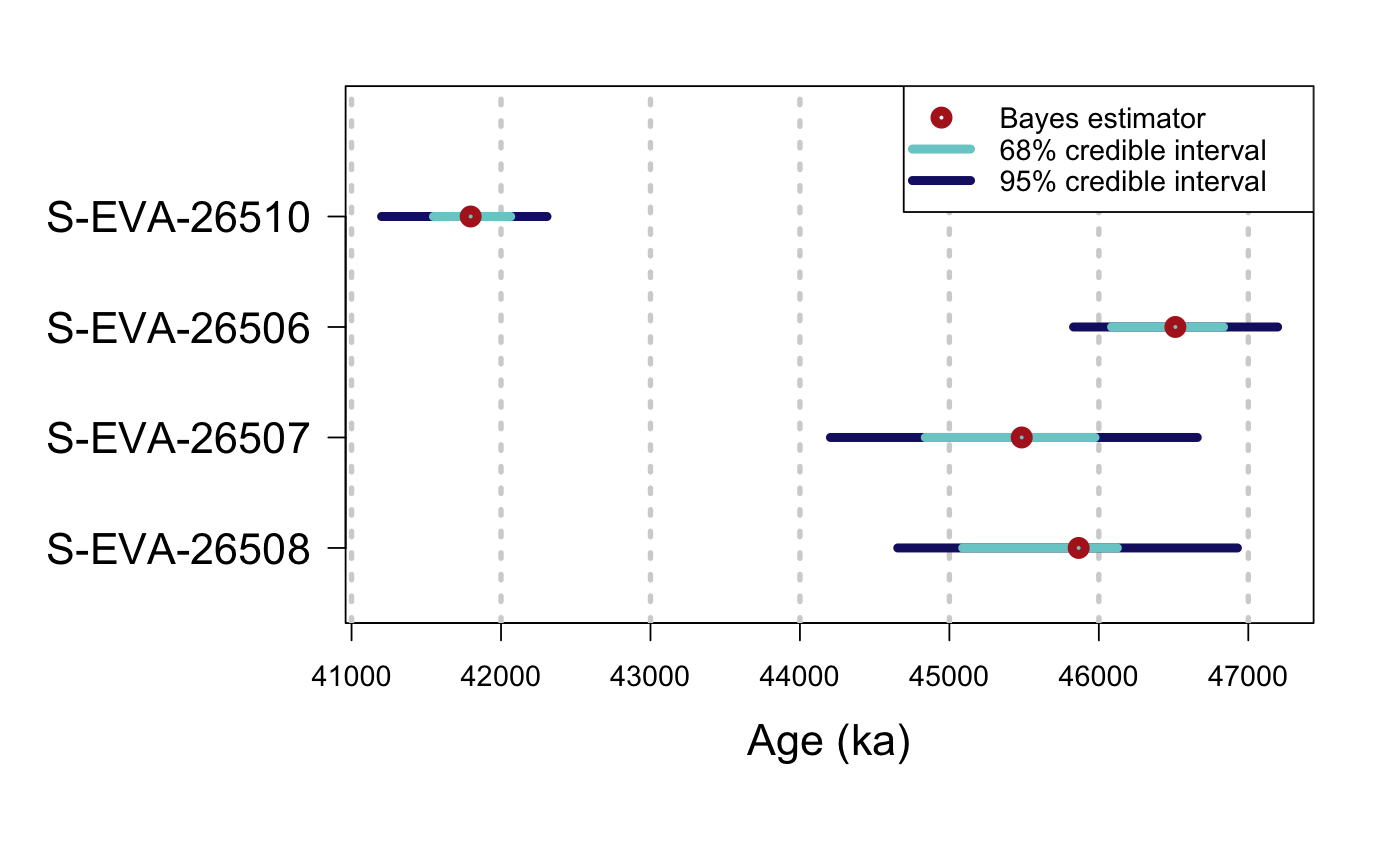 Bayes estimator
68% credible interval
95% credible interval
S-EVA-26510
S-EVA-26506
S-EVA-26507
S-EVA-26508
41000 42000 43000 44000 45000 46000 47000
Age (ka)